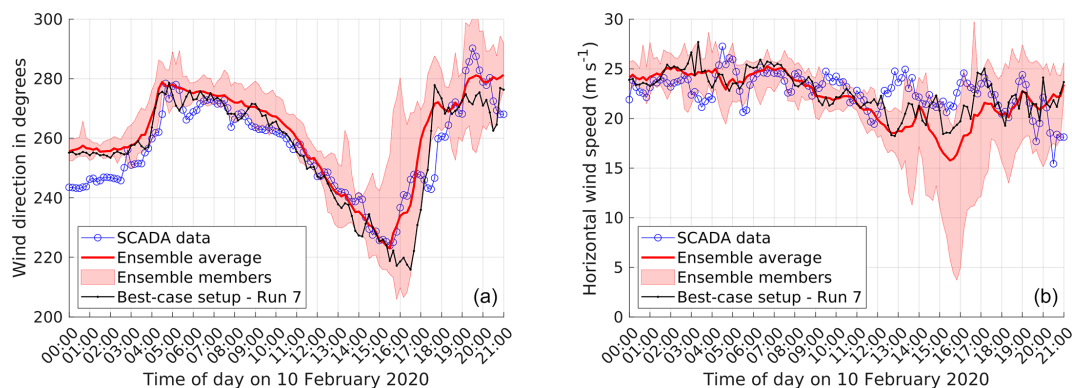 Wind direction in degrees
300
280
260
240
220
200
SCADA data
Ensemble average
Ensemble members
Best-case setup - Run 7
(a)
00:00 01:00 02:00 03:00 04:00 05:00 06:00 07:00 08:00 09:00 10:00 11:00 12:00 13:00 14:00 15:00 16:00 17:00 18:00 19:00 20:00 21:00
Time of day on 10 February 2020
Horizontal wind speed (m s⁻¹)
30
25
20
15
10
5
0
SCADA data
Ensemble average
Ensemble members
Best-case setup - Run 7
(b)
00:00 01:00 02:00 03:00 04:00 05:00 06:00 07:00 08:00 09:00 10:00 11:00 12:00 13:00 14:00 15:00 16:00 17:00 18:00 19:00 20:00 21:00
Time of day on 10 February 2020